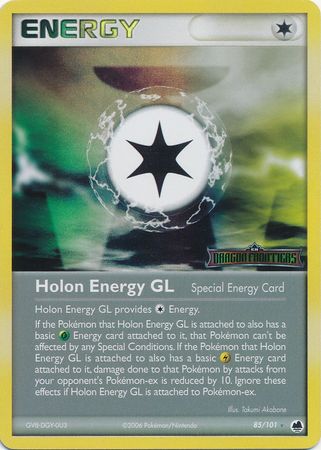 ENERGY
DRAGON FRONTIERS
Holon Energy GL Special Energy Card
Holon Energy GL provides Energy.
If the Pokémon that Holon Energy GL is attached to also has a
basic Energy card attached to it, that Pokémon can't be
affected by any Special Conditions. If the Pokémon that Holon
Energy GL is attached to also has a basic Energy card
attached to it, damage done to that Pokémon by attacks from
your opponent's Pokémon-ex is reduced by 10. Ignore these
effects if Holon Energy GL is attached to Pokémon-ex.
Illus. Takumi Akabane
GVB-DGY-0U3 ©2006 Pokémon/Nintendo 85/101